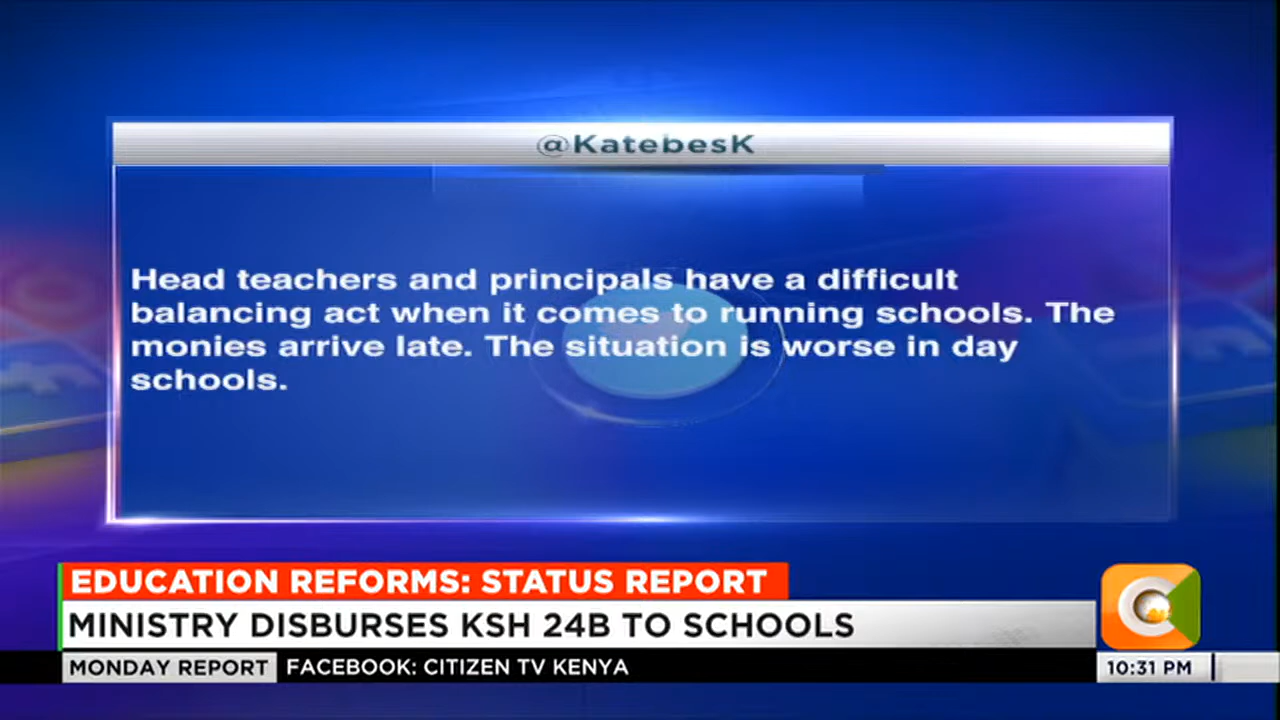 @KatebesK
Head teachers and principals have a difficult
balancing act when it comes to running schools. The
monies arrive late. The situation is worse in day
schools.
EDUCATION REFORMS: STATUS REPORT
MINISTRY DISBURSES KSH 24B TO SCHOOLS
MONDAY REPORT FACEBOOK: CITIZEN TV KENYA
10:31 PM